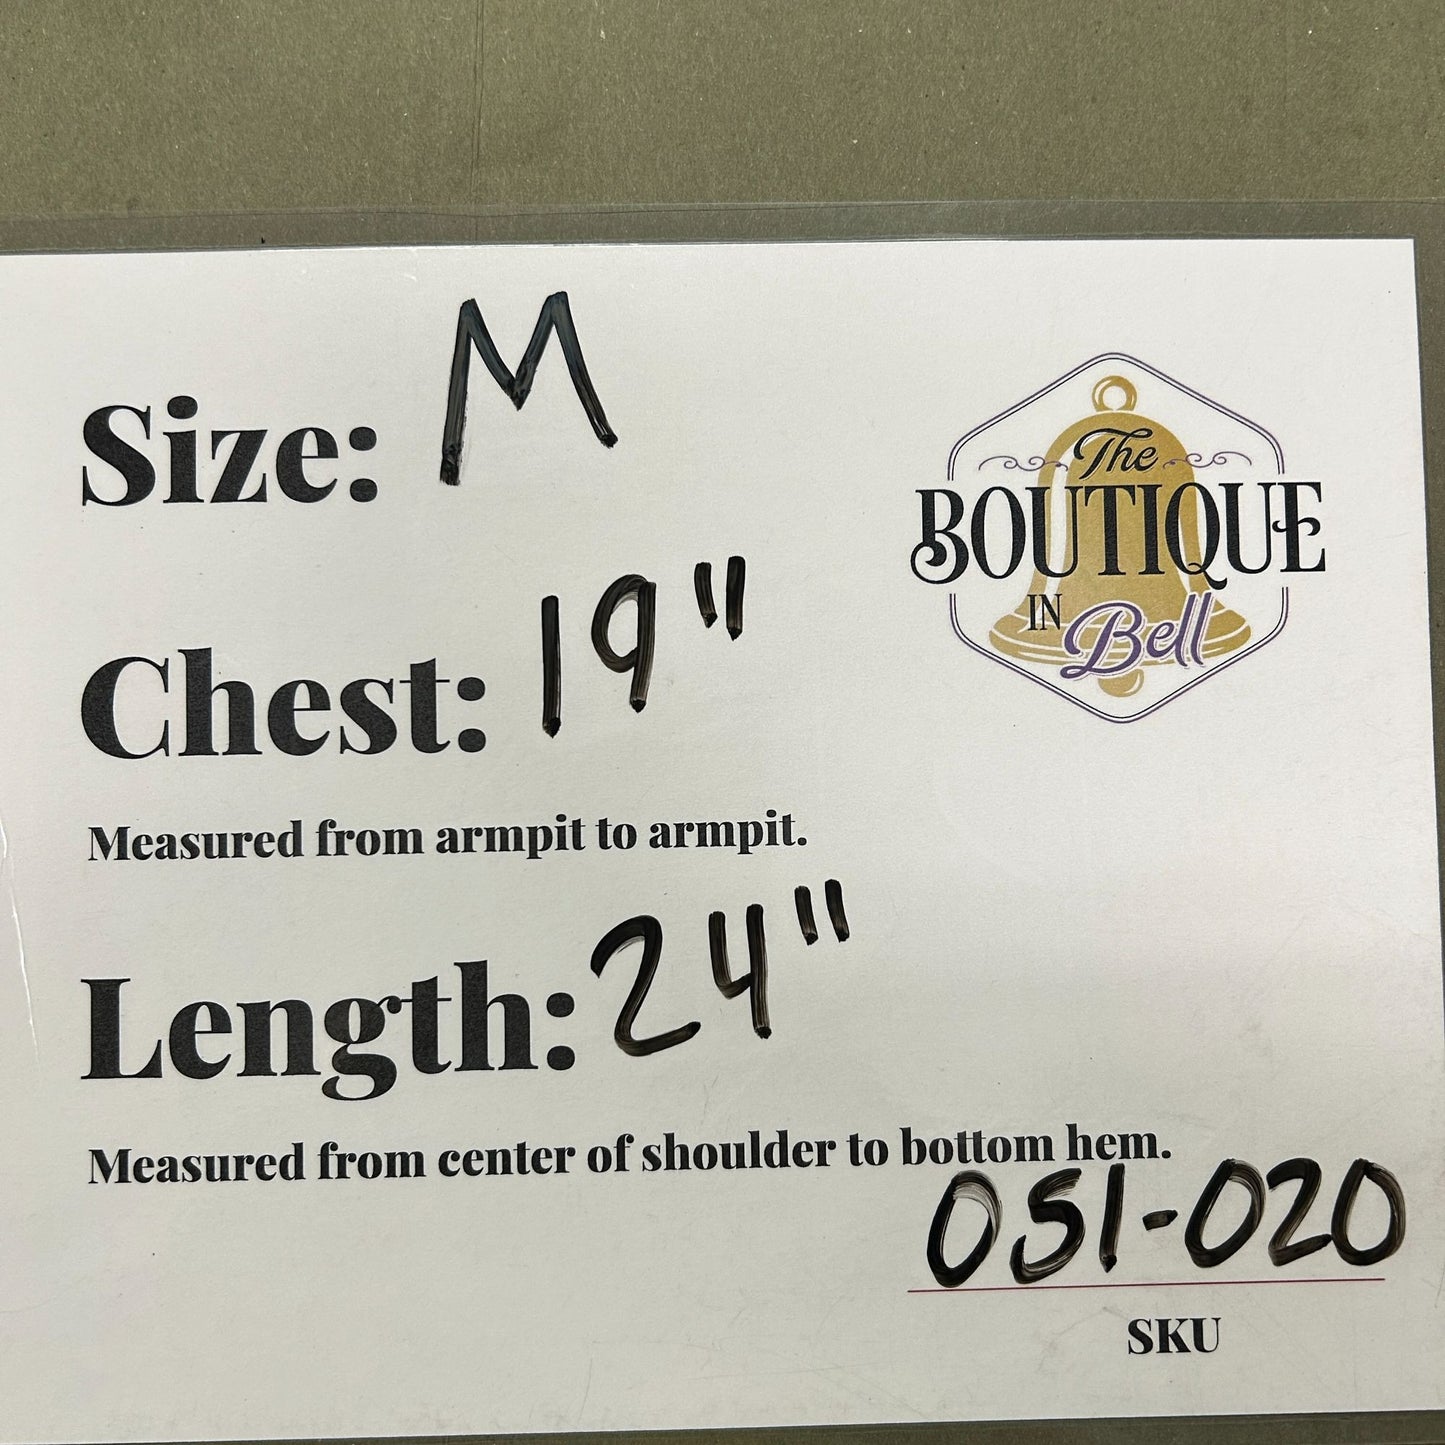 Size: M
The
BOUTIQUE
IN Bell
Chest: 19"
Measured from armpit to armpit.
Length: 24"
Measured from center of shoulder to bottom hem.
051-020
SKU